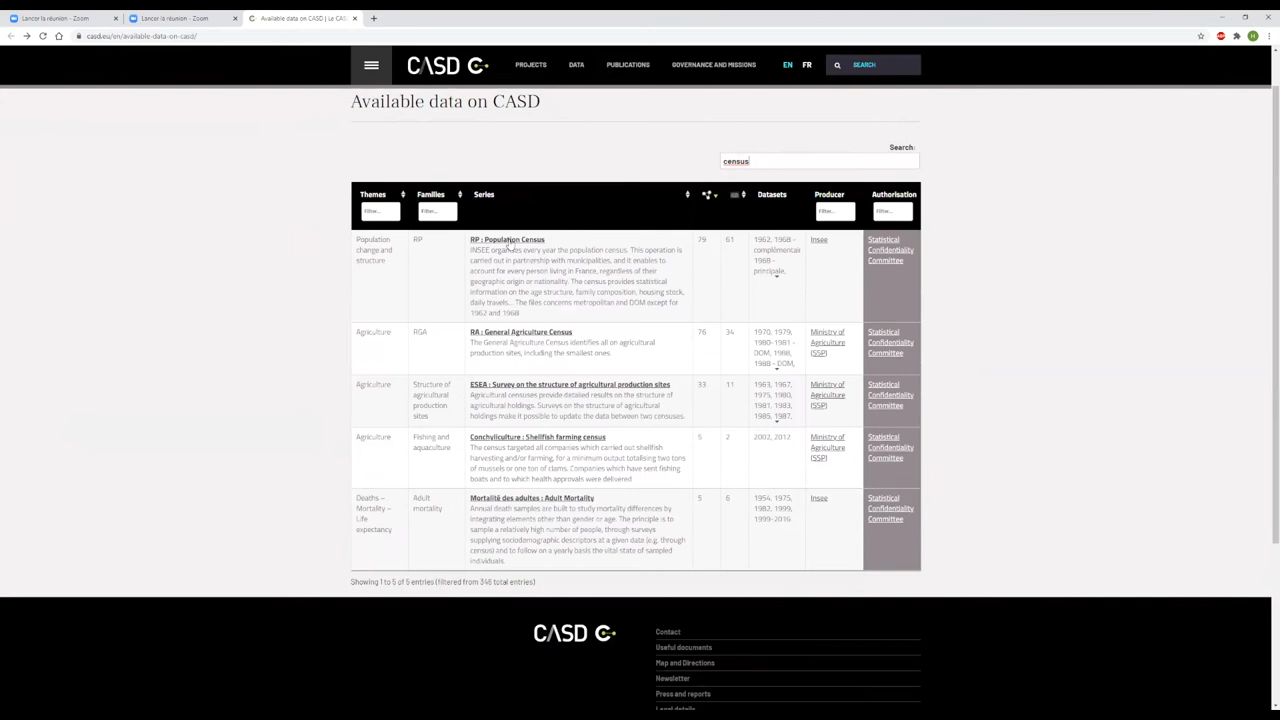 Lancer la réunion - Zoom
Lancer la réunion - Zoom
Available data on CASD | Le CAS
casd.eu/en/available-data-on-casd/
CASD
PROJECTS
DATA
PUBLICATIONS
GOVERNANCE AND MISSIONS
EN
FR
SEARCH
Available data on CASD
Search:
census
Themes
Families
Series
Datasets
Producer
Authorisation
Filter...
Filter...
Filter...
Filter...
Population
change and
structure
RP
RP : Population Census
INSEE organises every year the population census. This operation is
carried out in partnership with municipalities, and it enables to
account for every person living in France, regardless of their
geographic origin or nationality. The census provides statistical
information on the age structure, family composition, housing stock,
daily travels... The files concerns metropolitan and DOM except for
1962 and 1968
79
61
1962, 1968 -
complémentair
1968 -
principale,
Insee
Statistical
Confidentiality
Committee
Agriculture
RGA
RA : General Agriculture Census
The General Agriculture Census identifies all on agricultural
production sites, including the smallest ones
76
34
1970, 1979,
1980-1981 -
DOM, 1988,
1988 - DOM,
Ministry of
Agriculture
(SSP)
Statistical
Confidentiality
Committee
Agriculture
Structure of
agricultural
production
sites
ESEA : Survey on the structure of agricultural production sites
Agricultural censuses provide detailed results on the structure of
agricultural holdings. Surveys on the structure of agricultural
holdings make it possible to update the data between two censuses.
33
11
1963, 1967,
1975, 1980,
1981, 1983,
1985, 1987,
Ministry of
Agriculture
(SSP)
Statistical
Confidentiality
Committee
Agriculture
Fishing and
aquaculture
Conchyliculture : Shellfish farming census
The census targeted all companies which carried out shellfish
harvesting and/or farming, for a minimum output totalising two tons
of mussels or one ton of clams. Companies which have sent fishing
boats and to which health approvals were delivered
5
2
2002, 2012
Ministry of
Agriculture
(SSP)
Statistical
Confidentiality
Committee
Deaths –
Mortality –
Life
expectancy
Adult
mortality
Mortalité des adultes : Adult Mortality
Annual death samples are built to study mortality differences by
integrating elements other than gender or age. The principle is to
sample a relatively high number of people, through surveys
supplying sociodemographic descriptors at a given date (e.g. through
census) and to follow on a yearly basis the vital state of sampled
individuals.
5
6
1954, 1975,
1982, 1999,
1999-2016
Insee
Statistical
Confidentiality
Committee
Showing 1 to 5 of 5 entries (filtered from 346 total entries)
CASD
Contact
Useful documents
Map and Directions
Newsletter
Press and reports
Legal details